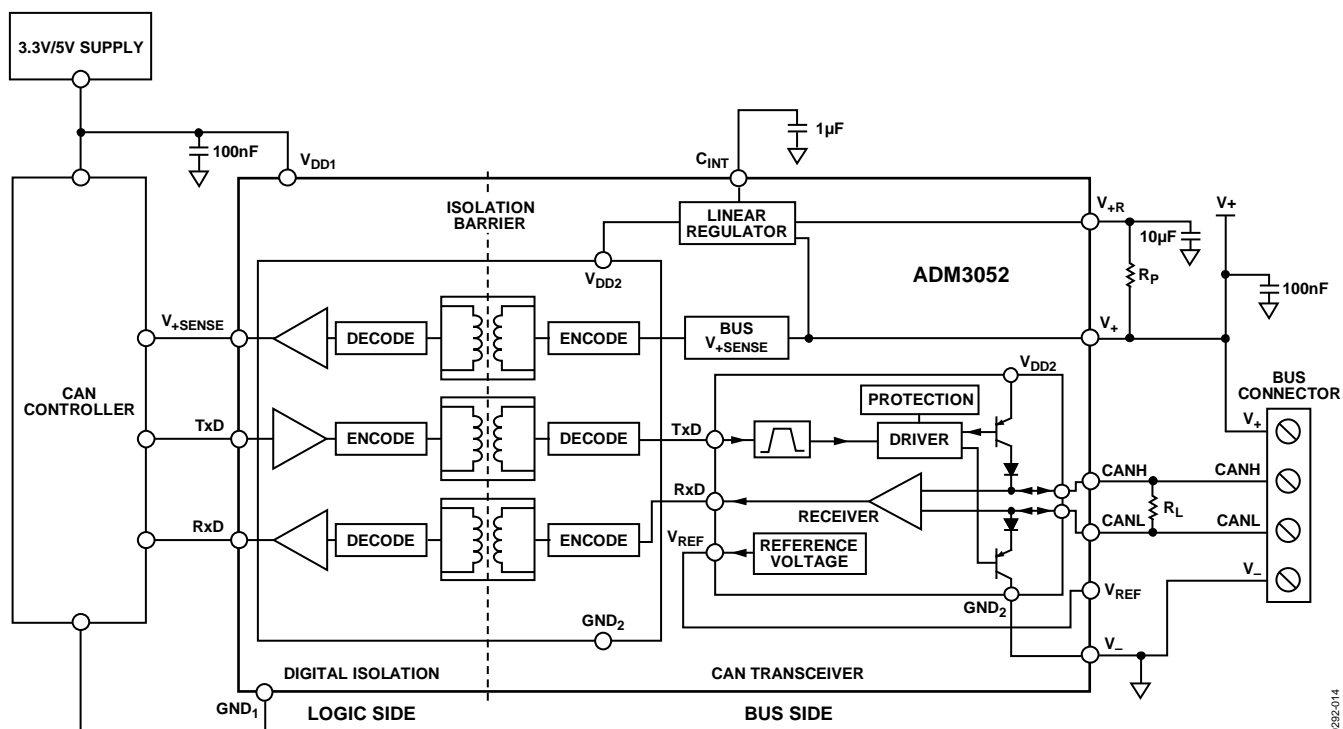 3.3V/5V SUPPLY
100nF
VDD1
CINT
1µF
ISOLATION
BARRIER
LINEAR
REGULATOR
V+R
10µF
V+
RP
100nF
ADM3052
VDD2
V+SENSE
DECODE
ENCODE
BUS
V+SENSE
V+
CAN
CONTROLLER
VDD2
PROTECTION
BUS
CONNECTOR
TxD
ENCODE
DECODE
TxD
DRIVER
V+
CANH
CANH
RxD
DECODE
ENCODE
RxD
RECEIVER
RL
CANL
CANL
VREF
REFERENCE
VOLTAGE
V–
GND2
VREF
GND2
V–
DIGITAL ISOLATION
CAN TRANSCEIVER
GND1
LOGIC SIDE
BUS SIDE